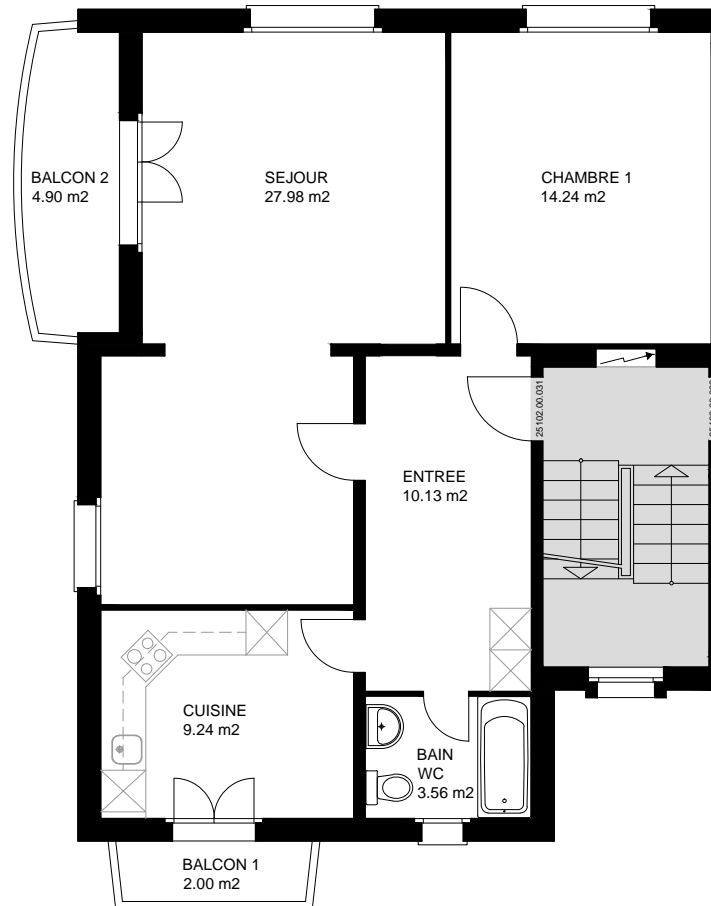 BALCON 2
4.90 m2
SEJOUR
27.98 m2
CHAMBRE 1
14.24 m2
25102.00.031
ENTREE
10.13 m2
CUISINE
9.24 m2
BAIN
WC
3.56 m2
BALCON 1
2.00 m2